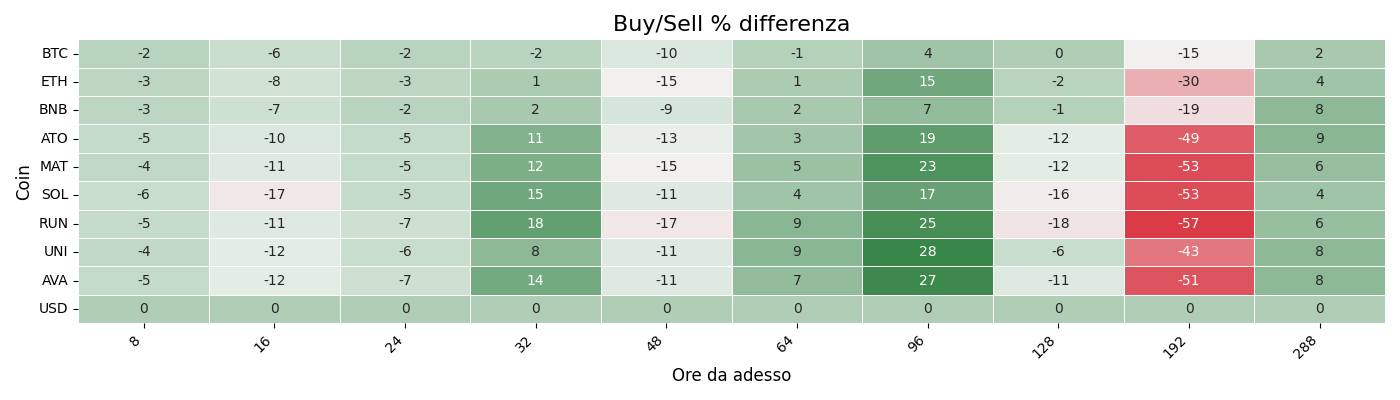 Buy/Sell % differenza
Coin
BTC -2 -6 -2 -2 -10 -1 4 0 -15 2
ETH -3 -8 -3 1 -15 1 15 -2 -30 4
BNB -3 -7 -2 2 -9 2 7 -1 -19 8
ATO -5 -10 -5 11 -13 3 19 -12 -49 9
MAT -4 -11 -5 12 -15 5 23 -12 -53 6
SOL -6 -17 -5 15 -11 4 17 -16 -53 4
RUN -5 -11 -7 18 -17 9 25 -18 -57 6
UNI -4 -12 -6 8 -11 9 28 -6 -43 8
AVA -5 -12 -7 14 -11 7 27 -11 -51 8
USD 0 0 0 0 0 0 0 0 0 0
8 16 24 32 48 64 96 128 192 288
Ore da adesso